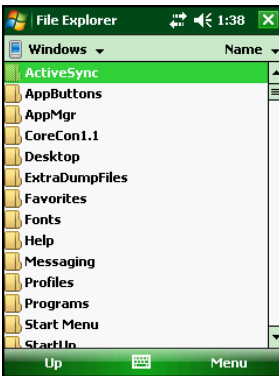 File Explorer 1:38
Windows Name
ActiveSync
AppButtons
AppMgr
CoreCon1.1
Desktop
ExtraDumpFiles
Favorites
Fonts
Help
Messaging
Profiles
Programs
Start Menu
StartUp
Up Menu